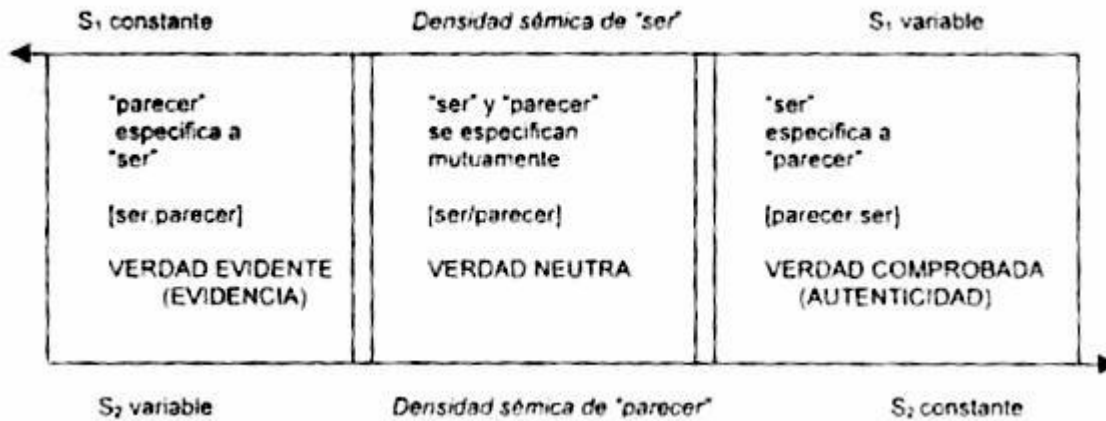 S₁ constante Densidad sémica de "ser" S₁ variable
"parecer" "ser" y "parecer" "ser"
especifica a se especifican especifica a
"ser" mutuamente "parecer"
[ser.parecer] [ser/parecer] [parecer.ser]
VERDAD EVIDENTE VERDAD NEUTRA VERDAD COMPROBADA
(EVIDENCIA) (AUTENTICIDAD)
S₂ variable Densidad sémica de "parecer" S₂ constante